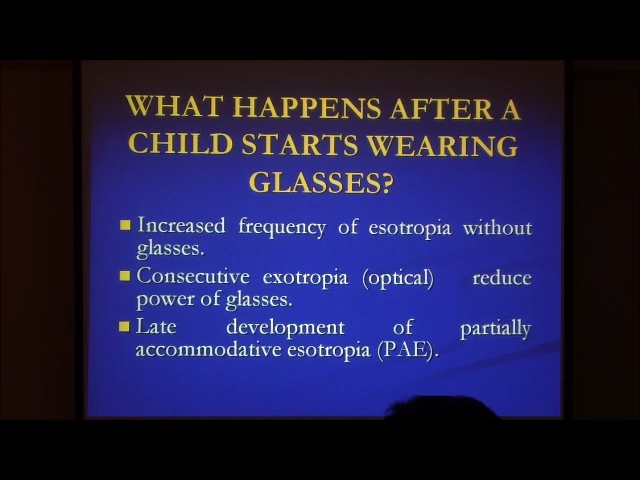 WHAT HAPPENS AFTER A
CHILD STARTS WEARING
GLASSES?
Increased frequency of esotropia without
glasses.
Consecutive exotropia (optical) reduce
power of glasses.
Late development of partially
accommodative esotropia (PAE).